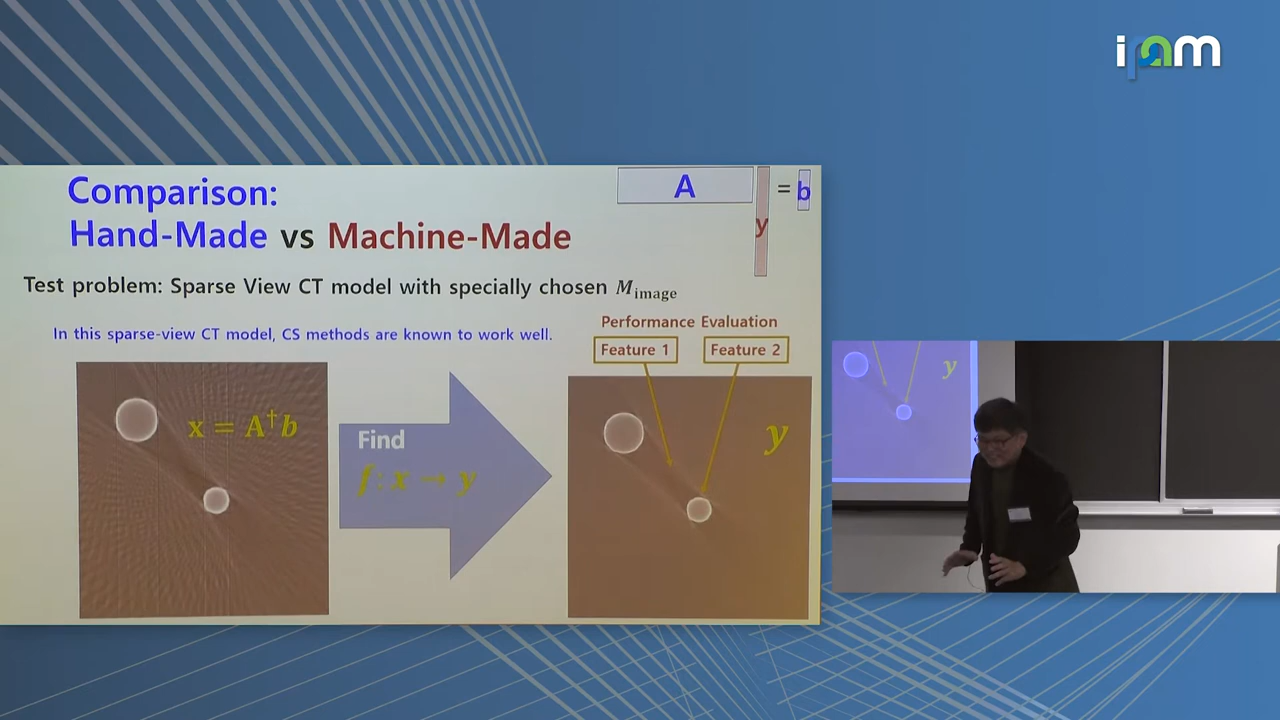 ipam
Comparison:
Hand-Made vs Machine-Made
A
y
= b
Test problem: Sparse View CT model with specially chosen M_image
In this sparse-view CT model, CS methods are known to work well.
Performance Evaluation
Feature 1
Feature 2
x = A†b
Find
f: x → y
y
y